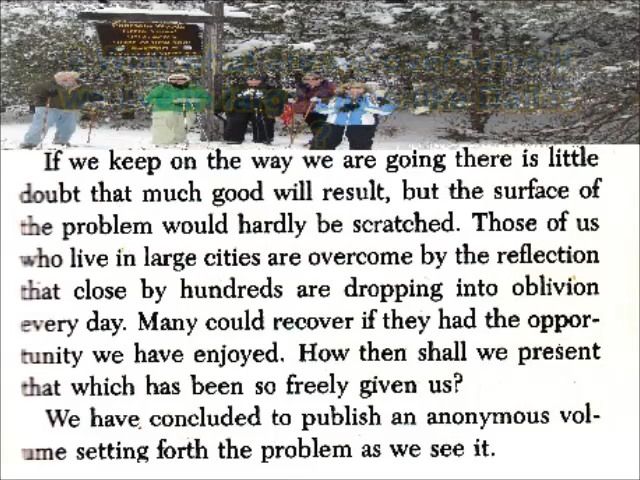 If we keep on the way we are going there is little
doubt that much good will result, but the surface of
the problem would hardly be scratched. Those of us
who live in large cities are overcome by the reflection
that close by hundreds are dropping into oblivion
every day. Many could recover if they had the oppor-
tunity we have enjoyed. How then shall we present
that which has been so freely given us?
We have concluded to publish an anonymous vol-
ume setting forth the problem as we see it.